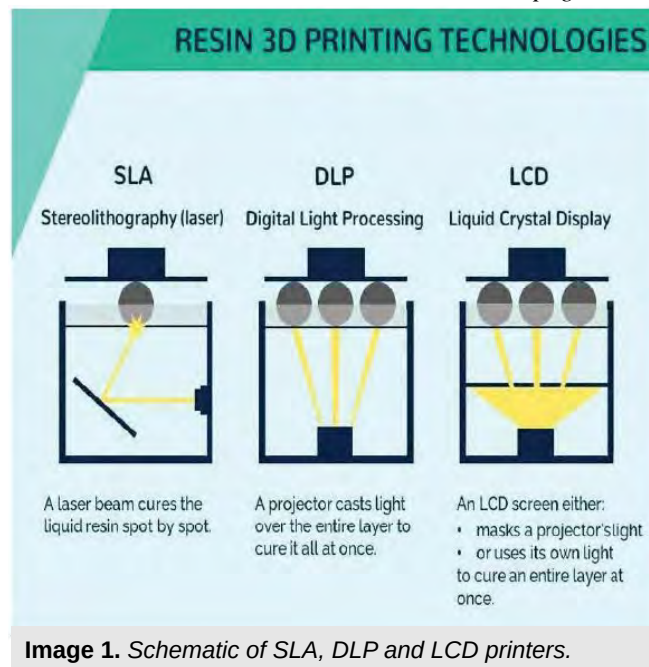 RESIN 3D PRINTING TECHNOLOGIES
SLA
Stereolithography (laser)
A laser beam cures the
liquid resin spot by spot.
DLP
Digital Light Processing
A projector casts light
over the entire layer to
cure it all at once.
LCD
Liquid Crystal Display
An LCD screen either:
• masks a projector'slight
• or uses its own light
to cure an entire layer at
once.
Image 1. Schematic of SLA, DLP and LCD printers.